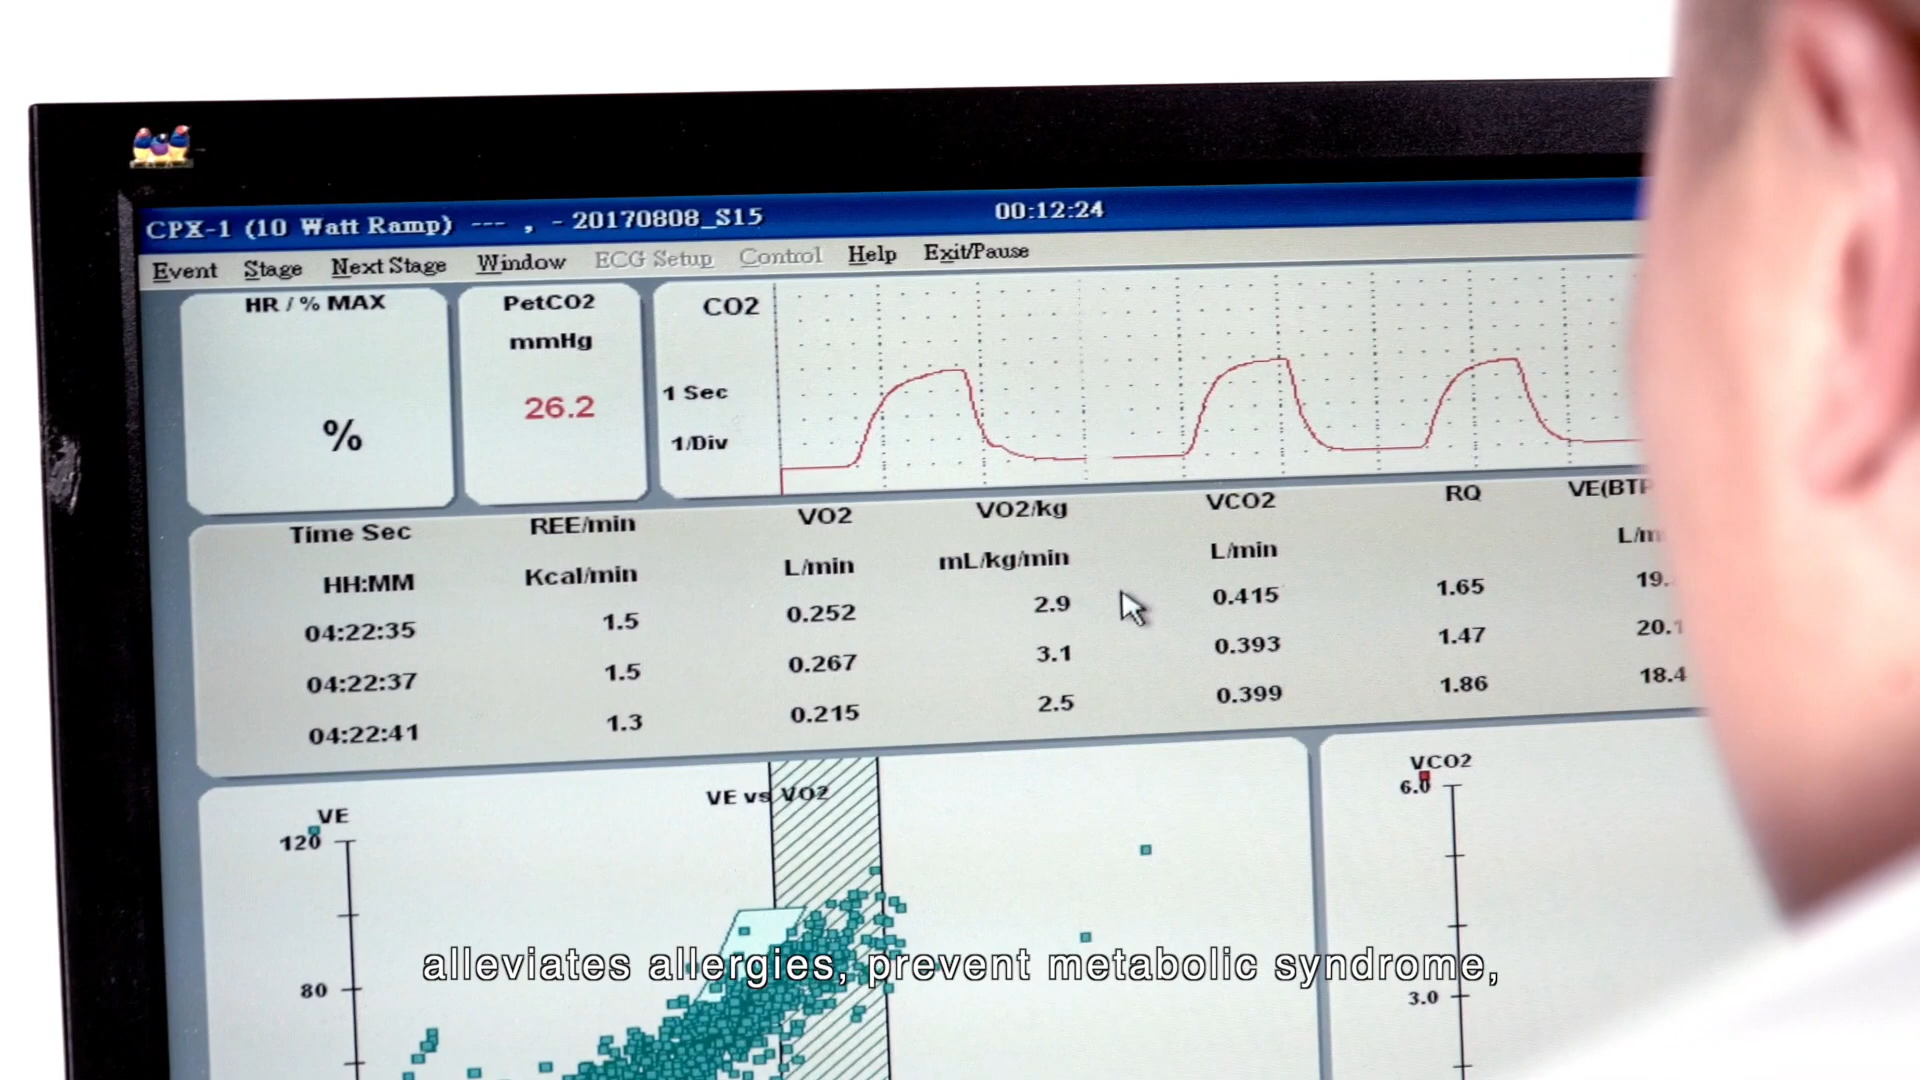 CPX-1 (10 Watt Ramp) --- , - 20170808_S15 00:12:24
Event Stage Next Stage Window ECG Setup Control Help Exit/Pause
HR / % MAX
%
PetCO2
mmHg
26.2
CO2
1 Sec
1/Div
Time Sec REE/min VO2 VO2/kg VCO2 RQ
HH:MM Kcal/min L/min mL/kg/min L/min
04:22:35 1.5 0.252 2.9 0.415 1.65 19.
04:22:37 1.5 0.267 3.1 0.393 1.47 20.1
04:22:41 1.3 0.215 2.5 0.399 1.86 18.4
VE vs VO2
VE
120
80
VCO2
6.0
3.0
alleviates allergies, prevent metabolic syndrome,